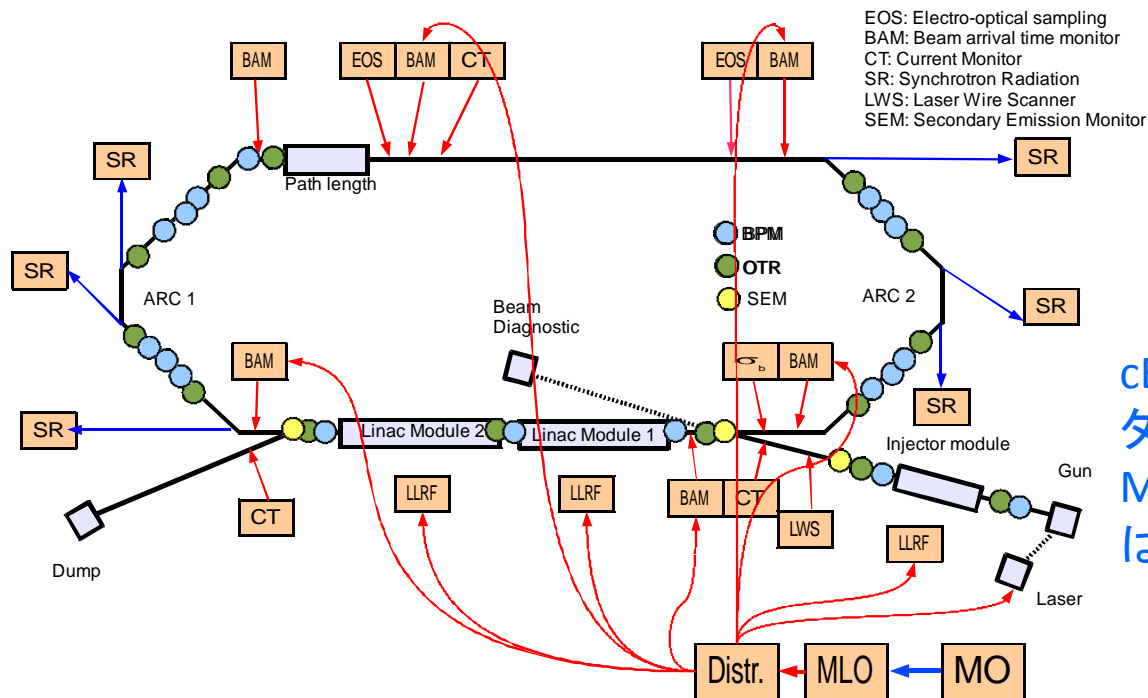 EOS: Electro-optical sampling
BAM: Beam arrival time monitor
CT: Current Monitor
SR: Synchrotron Radiation
LWS: Laser Wire Scanner
SEM: Secondary Emission Monitor
BAM
EOS BAM CT
EOS BAM
SR
SR
Path length
BPM
OTR
SEM
SR
ARC 1
ARC 2
SR
Beam
Diagnostic
BAM
σb BAM
SR
SR
Linac Module 2
Linac Module 1
Injector module
Gun
LLRF
LLRF
BAM CT
CT
LWS
LLRF
Dump
Laser
Distr.
MLO
MO